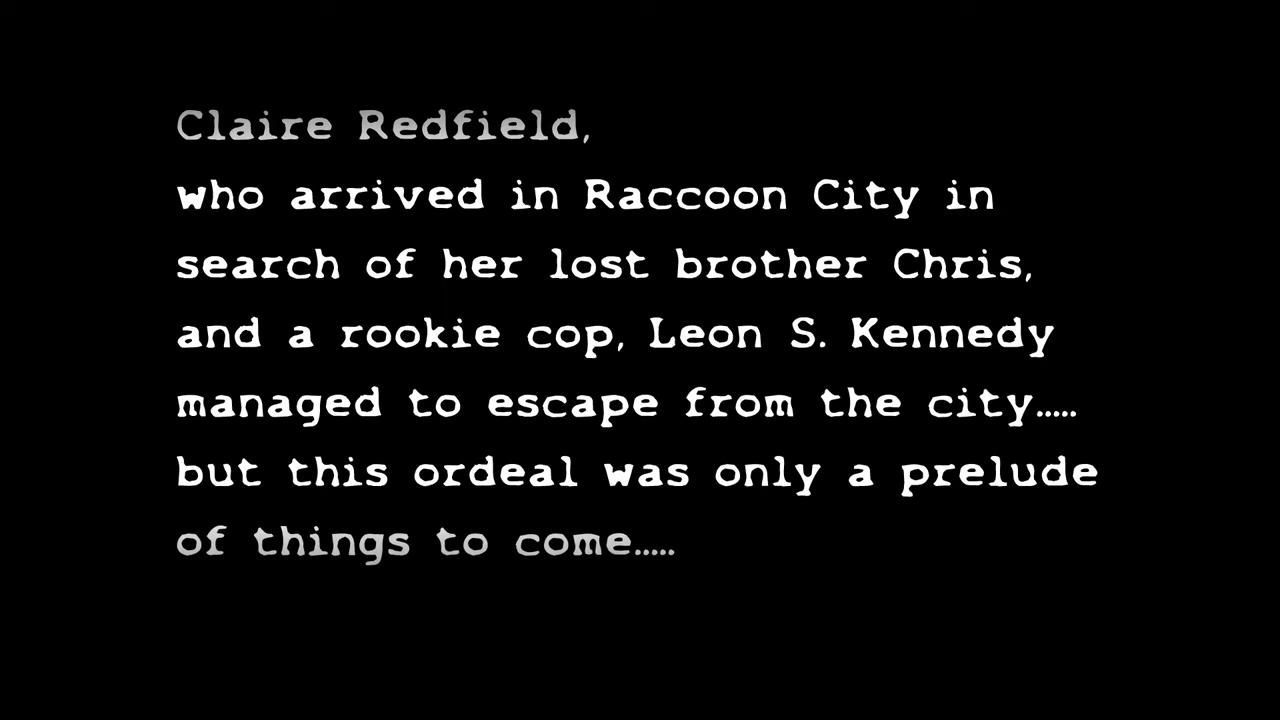 Claire Redfield,
who arrived in Raccoon City in
search of her lost brother Chris,
and a rookie cop, Leon S. Kennedy
managed to escape from the city.....
but this ordeal was only a prelude
of things to come.....